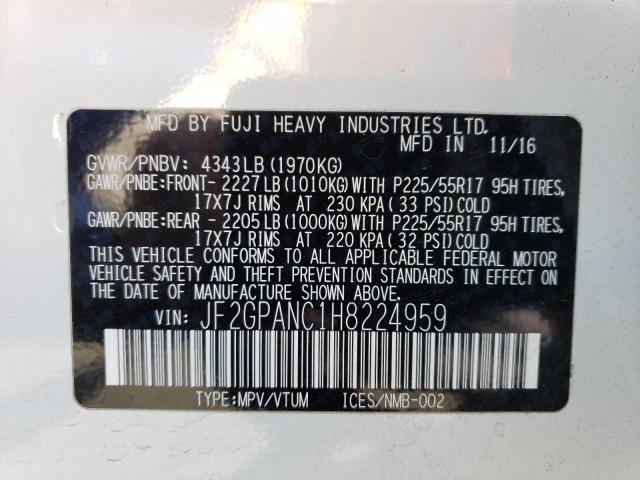 MFD BY FUJI HEAVY INDUSTRIES LTD.
MFD IN 11/16
GVWR/PNBV: 4343LB(1970KG)
GAWR/PNBE:FRONT- 2227LB(1010KG)WITH P225/55R17 95H TIRES,
17X7J RIMS AT 230 KPA(33 PSI)COLD
GAWR/PNBE:REAR - 2205LB(1000KG)WITH P225/55R17 95H TIRES,
17X7J RIMS AT 220 KPA(32 PSI)COLD
THIS VEHICLE CONFORMS TO ALL APPLICABLE FEDERAL MOTOR
VEHICLE SAFETY AND THEFT PREVENTION STANDARDS IN EFFECT ON
THE DATE OF MANUFACTURE SHOWN ABOVE.
VIN: JF2GPANC1H8224959
TYPE:MPV/VTUM ICES/NMB-002